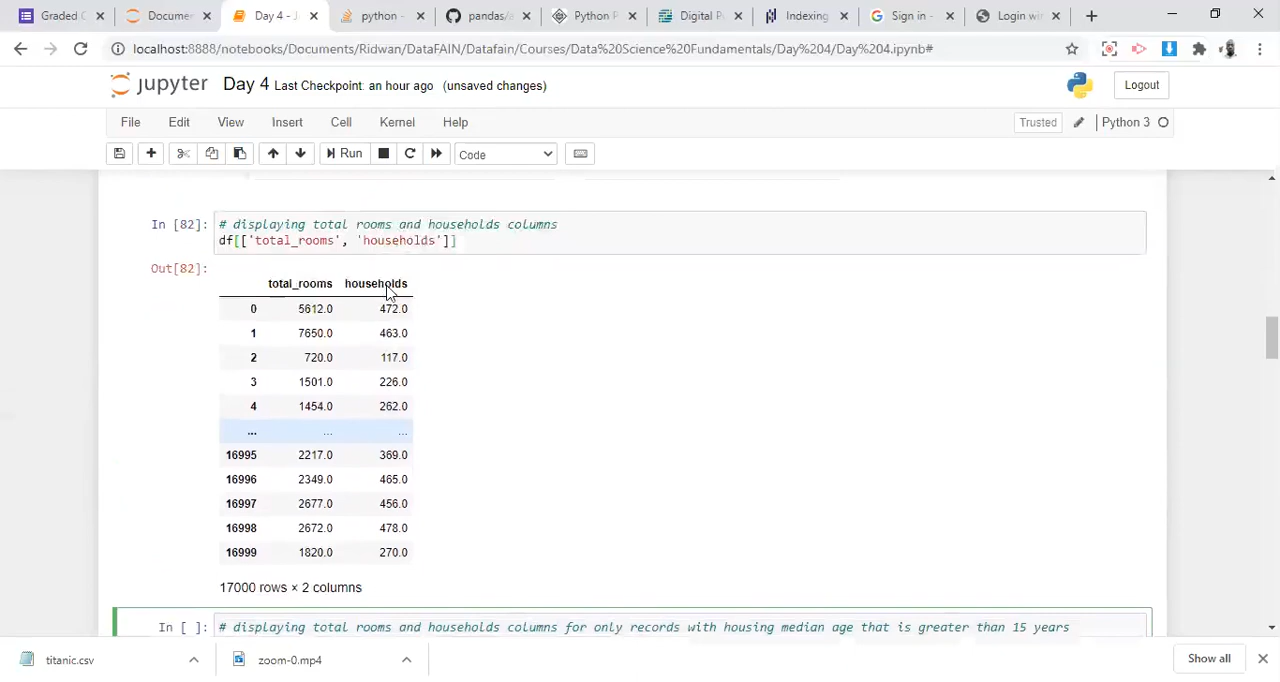 Graded C
Documer
Day 4 - J
python -
pandas/a
Python P
Digital P
Indexing
Sign in -
Login wi
localhost:8888/notebooks/Documents/Ridwan/DataFAIN/Datafain/Courses/Data%20Science%20Fundamentals/Day%204/Day%204.ipynb#
jupyter Day 4 Last Checkpoint: an hour ago (unsaved changes)
Logout
File Edit View Insert Cell Kernel Help
Trusted Python 3
Run Code
In [82]: # displaying total rooms and households columns
df[['total_rooms', 'households']]
Out[82]:
total_rooms households
0 5612.0 472.0
1 7650.0 463.0
2 720.0 117.0
3 1501.0 226.0
4 1454.0 262.0
... ... ...
16995 2217.0 369.0
16996 2349.0 465.0
16997 2677.0 456.0
16998 2672.0 478.0
16999 1820.0 270.0
17000 rows × 2 columns
In [ ]: # displaying total rooms and households columns for only records with housing median age that is greater than 15 years
titanic.csv
zoom-0.mp4
Show all